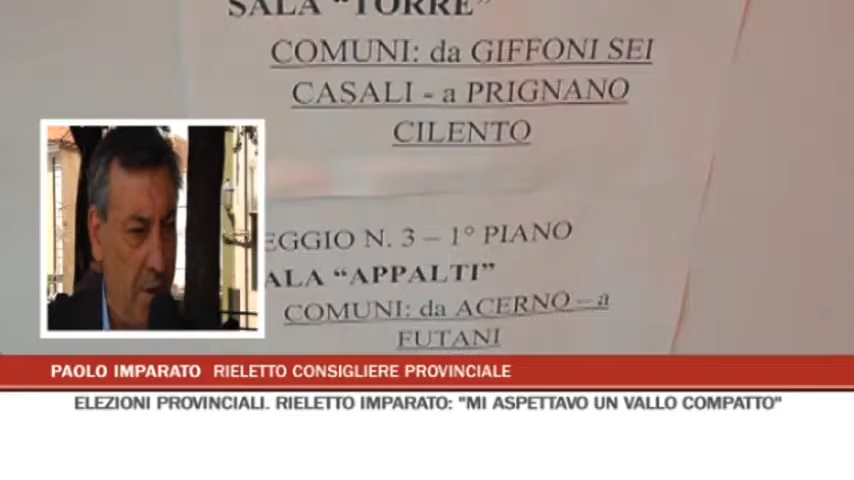 SALA "TORRE"
COMUNI: da GIFFONI SEI
CASALI - a PRIGNANO
CILENTO
EGGIO N. 3 – 1° PIANO
ALA "APPALTI"
COMUNI: da ACERNO – a
FUTANI
PAOLO IMPARATO RIELETTO CONSIGLIERE PROVINCIALE
ELEZIONI PROVINCIALI. RIELETTO IMPARATO: "MI ASPETTAVO UN VALLO COMPATTO"